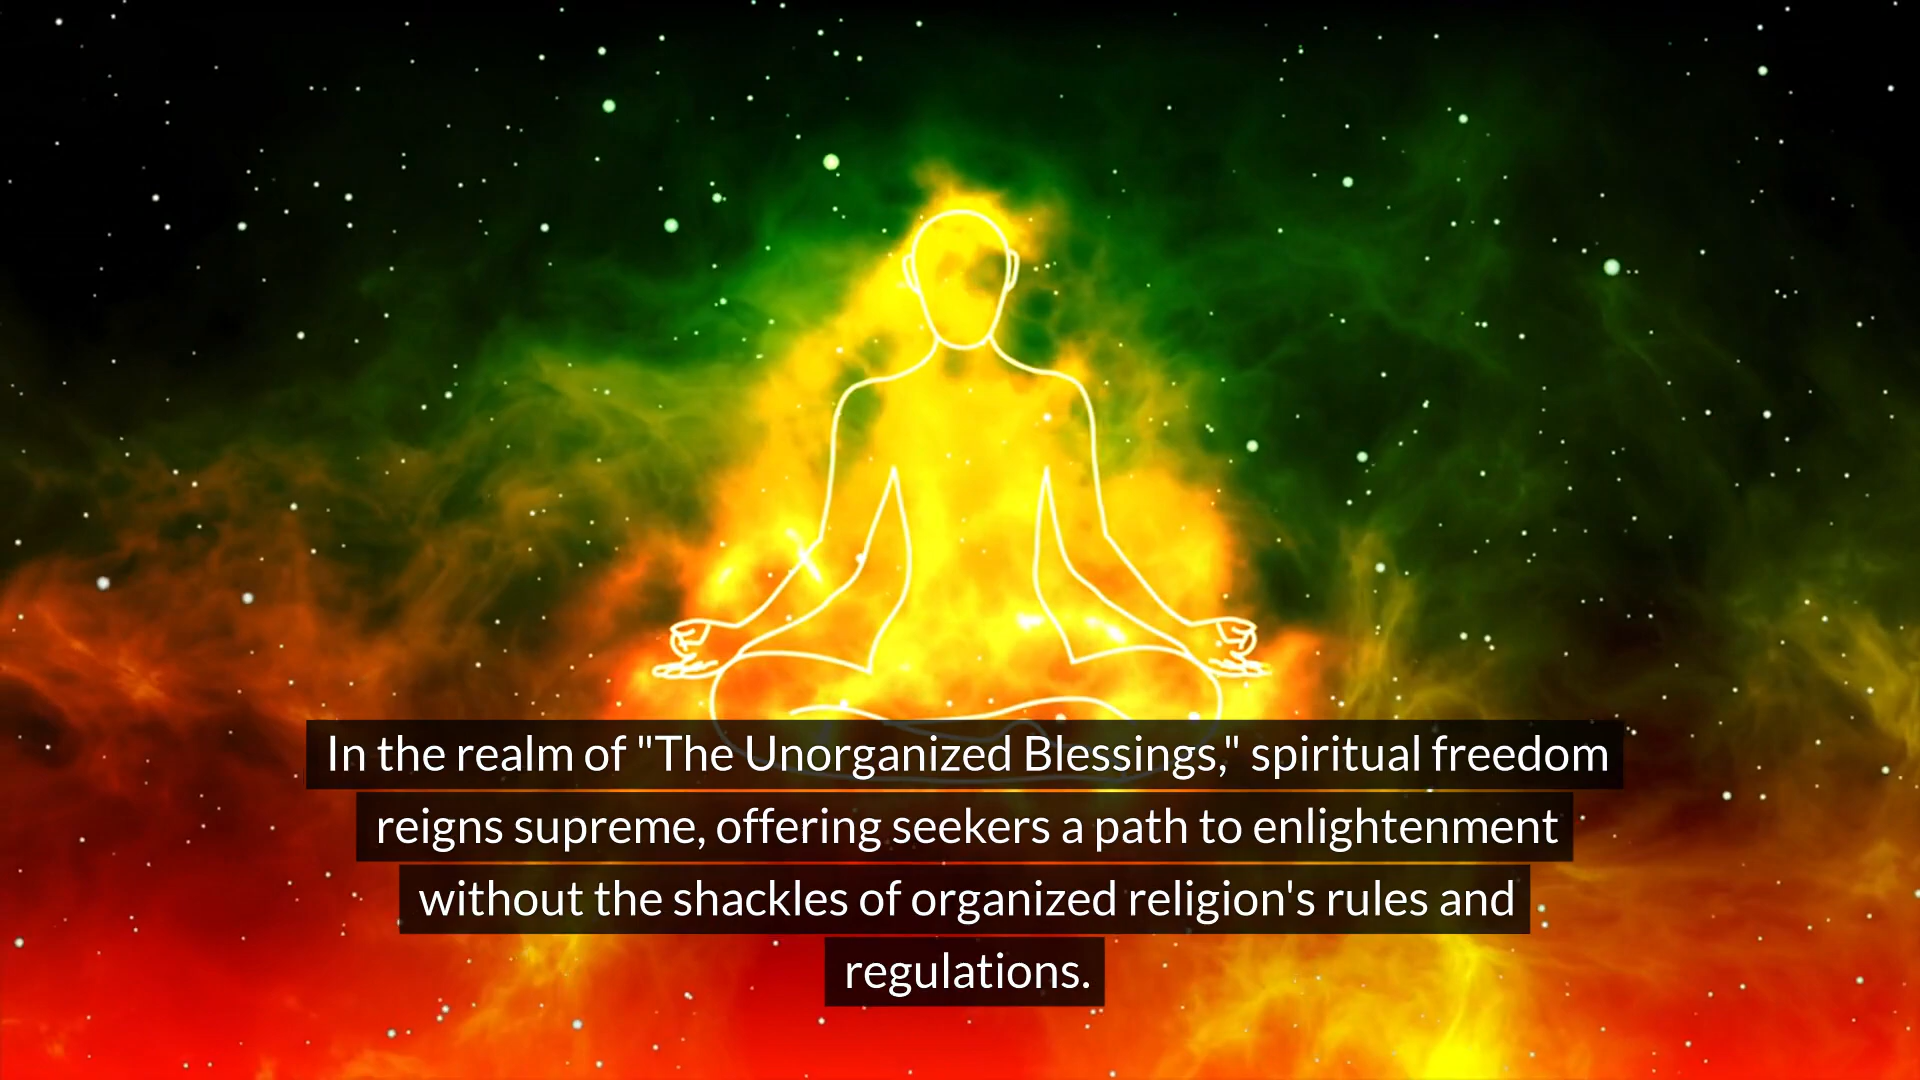 In the realm of "The Unorganized Blessings," spiritual freedom
reigns supreme, offering seekers a path to enlightenment
without the shackles of organized religion's rules and
regulations.